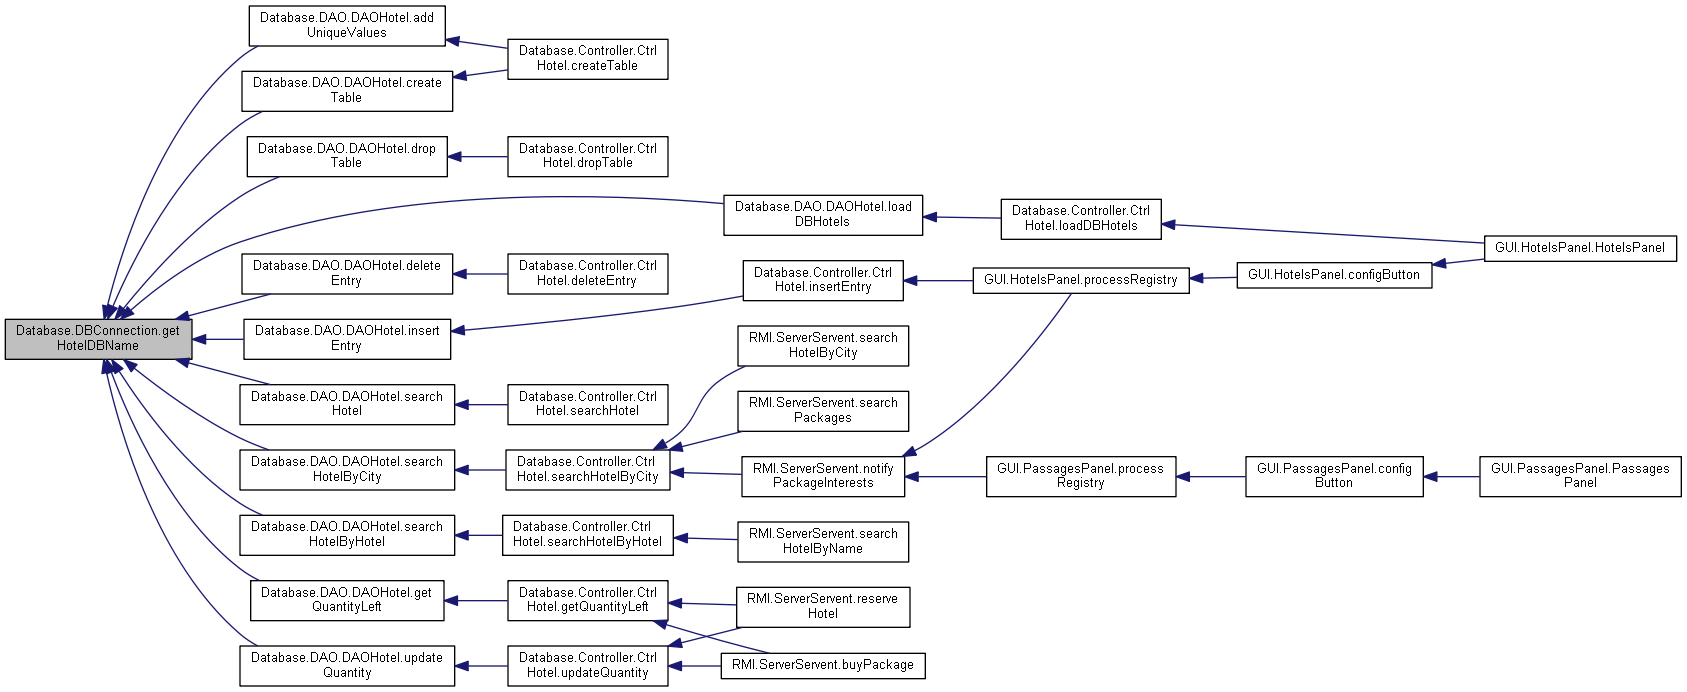 Database.DAO.DAOHotel.add
UniqueValues
Database.Controller.Ctrl
Hotel.createTable
Database.DAO.DAOHotel.create
Table
Database.DAO.DAOHotel.drop
Table
Database.Controller.Ctrl
Hotel.dropTable
Database.DAO.DAOHotel.load
DBHotels
Database.Controller.Ctrl
Hotel.loadDBHotels
GUI.HotelsPanel.HotelsPanel
Database.DAO.DAOHotel.delete
Entry
Database.Controller.Ctrl
Hotel.deleteEntry
Database.Controller.Ctrl
Hotel.insertEntry
GUI.HotelsPanel.processRegistry
GUI.HotelsPanel.configButton
Database.DBConnection.get
HotelDBName
Database.DAO.DAOHotel.insert
Entry
RMI.ServerServent.search
HotelByCity
Database.DAO.DAOHotel.search
Hotel
Database.Controller.Ctrl
Hotel.searchHotel
RMI.ServerServent.search
Packages
Database.DAO.DAOHotel.search
HotelByCity
Database.Controller.Ctrl
Hotel.searchHotelByCity
RMI.ServerServent.notify
PackageInterests
GUI.PassagesPanel.process
Registry
GUI.PassagesPanel.config
Button
GUI.PassagesPanel.Passages
Panel
Database.DAO.DAOHotel.search
HotelByHotel
Database.Controller.Ctrl
Hotel.searchHotelByHotel
RMI.ServerServent.search
HotelByName
Database.DAO.DAOHotel.get
QuantityLeft
Database.Controller.Ctrl
Hotel.getQuantityLeft
RMI.ServerServent.reserve
Hotel
Database.DAO.DAOHotel.update
Quantity
Database.Controller.Ctrl
Hotel.updateQuantity
RMI.ServerServent.buyPackage